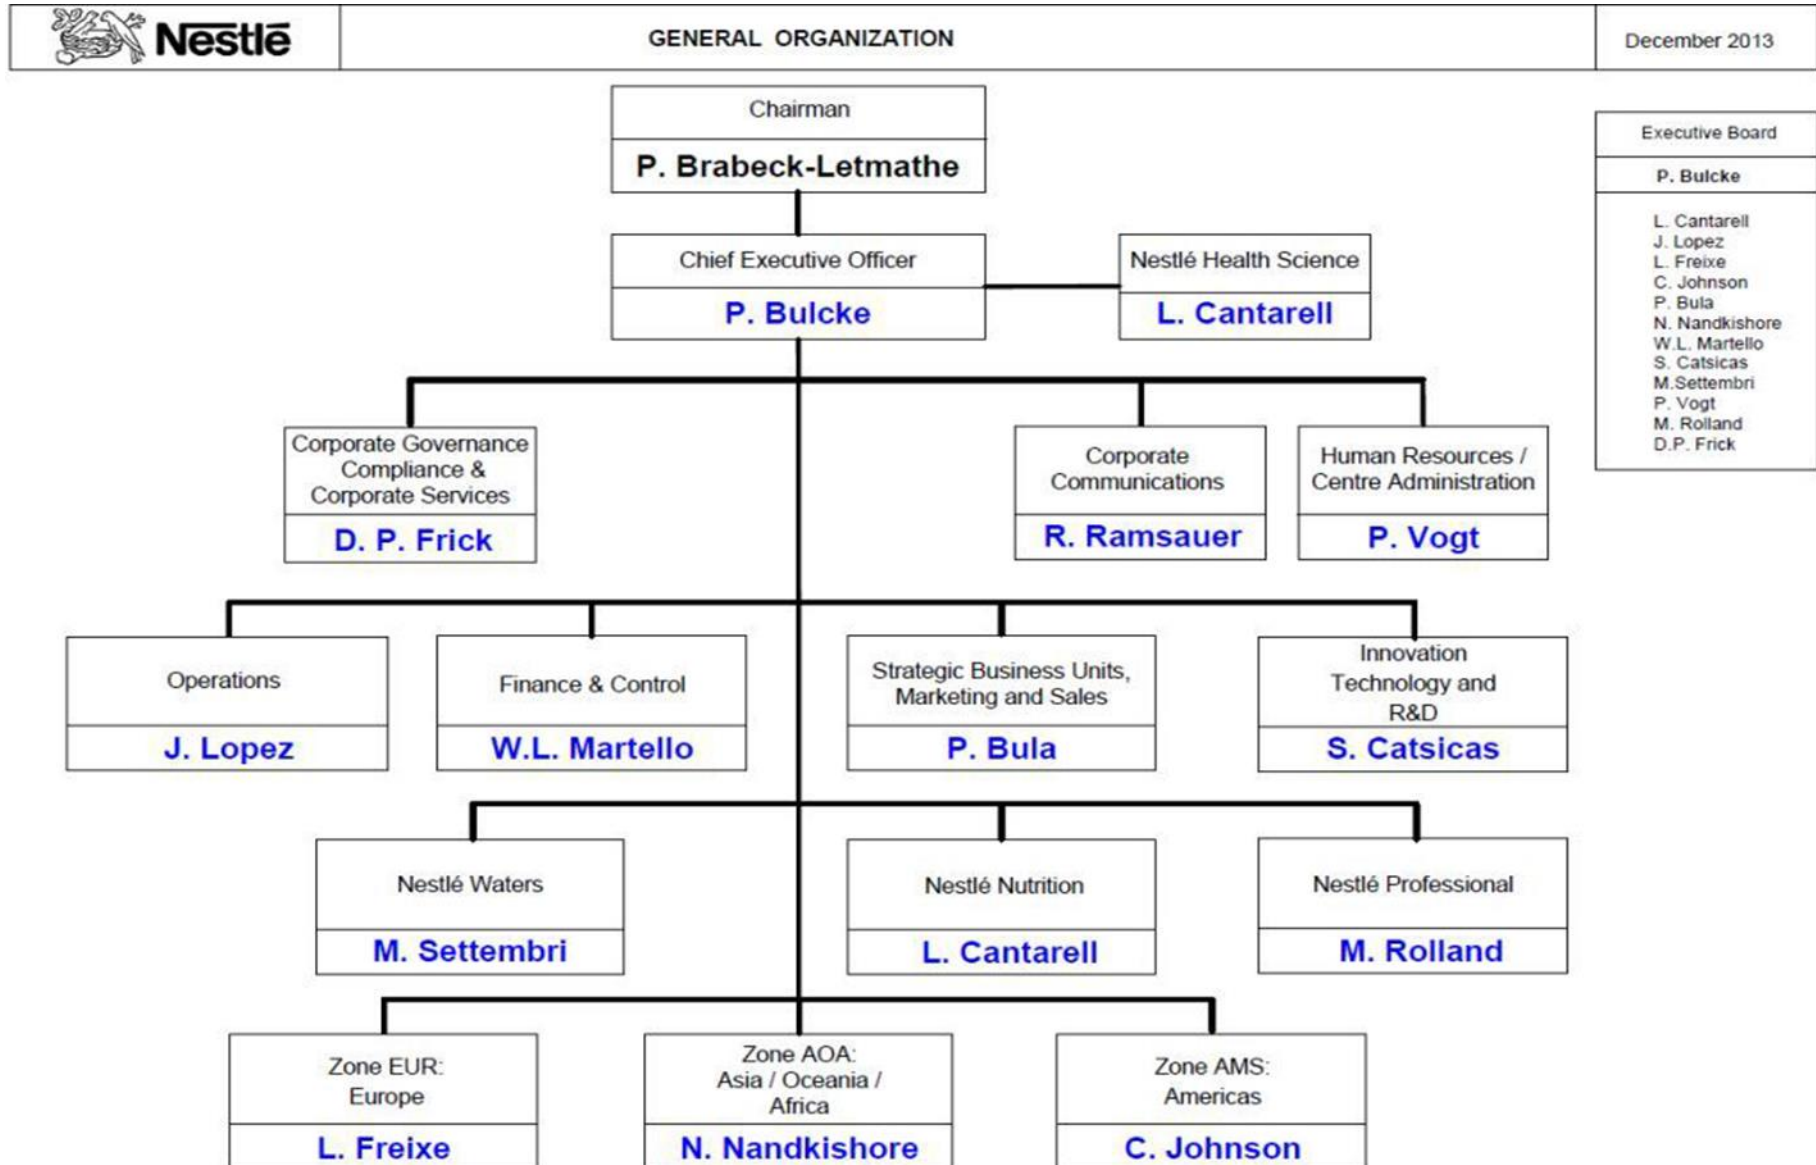 Nestlé
GENERAL ORGANIZATION
December 2013
Chairman
P. Brabeck-Letmathe
Executive Board
P. Bulcke
L. Cantarell
J. Lopez
L. Freixe
C. Johnson
P. Bula
N. Nandkishore
W.L. Martello
S. Catsicas
M.Settembri
P. Vogt
M. Rolland
D.P. Frick
Chief Executive Officer
P. Bulcke
Nestlé Health Science
L. Cantarell
Corporate Governance
Compliance &
Corporate Services
D. P. Frick
Corporate
Communications
R. Ramsauer
Human Resources /
Centre Administration
P. Vogt
Operations
J. Lopez
Finance & Control
W.L. Martello
Strategic Business Units,
Marketing and Sales
P. Bula
Innovation
Technology and
R&D
S. Catsicas
Nestlé Waters
M. Settembri
Nestlé Nutrition
L. Cantarell
Nestlé Professional
M. Rolland
Zone EUR:
Europe
L. Freixe
Zone AOA:
Asia / Oceania /
Africa
N. Nandkishore
Zone AMS:
Americas
C. Johnson